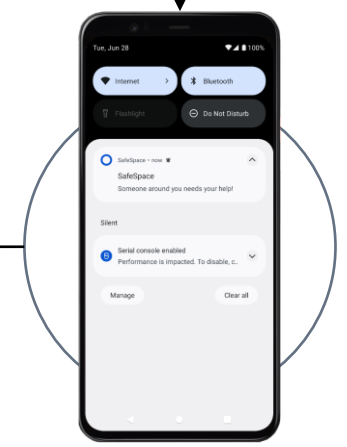 Tue, Jun 28
100%
Internet
Bluetooth
Flashlight
Do Not Disturb
SafeSpace • now
SafeSpace
Someone around you needs your help!
Silent
Serial console enabled
Performance is impacted. To disable, c..
Manage
Clear all